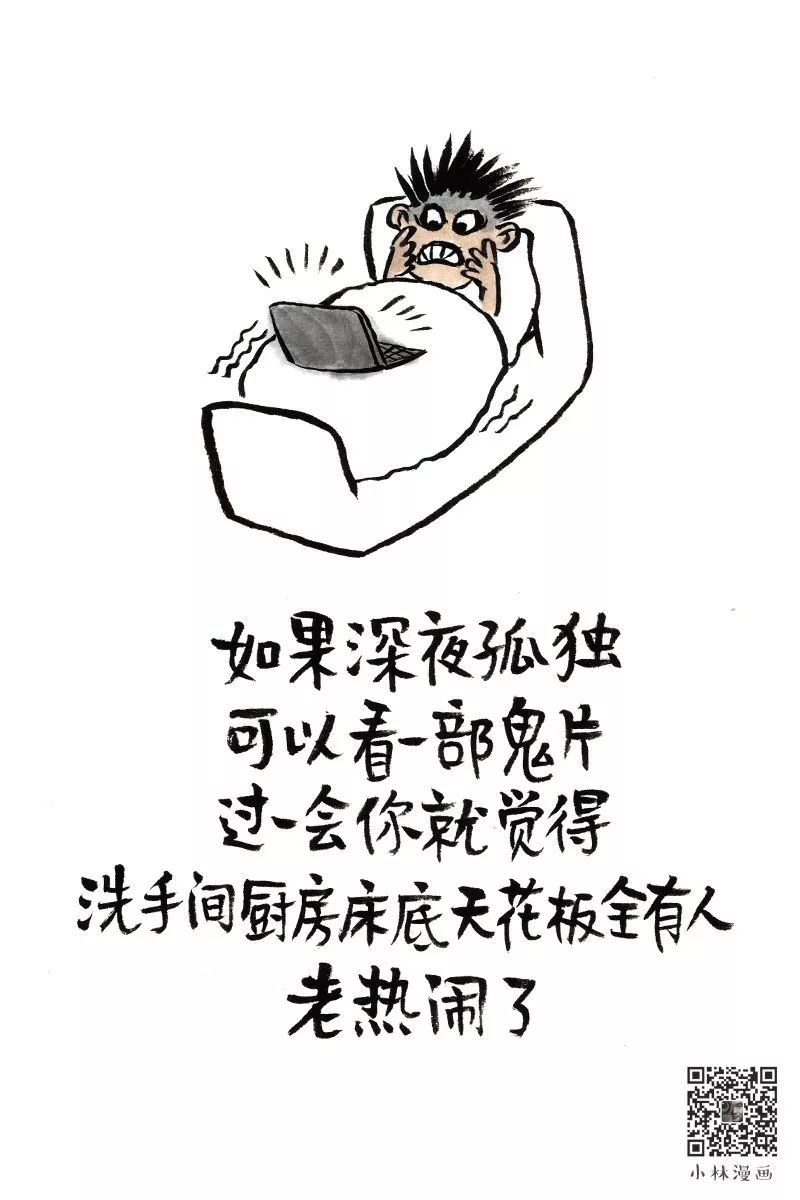 如果深夜孤独
可以看一部鬼片
过一会你就觉得
洗手间厨房床底天花板全有人
老热闹了
小林漫画